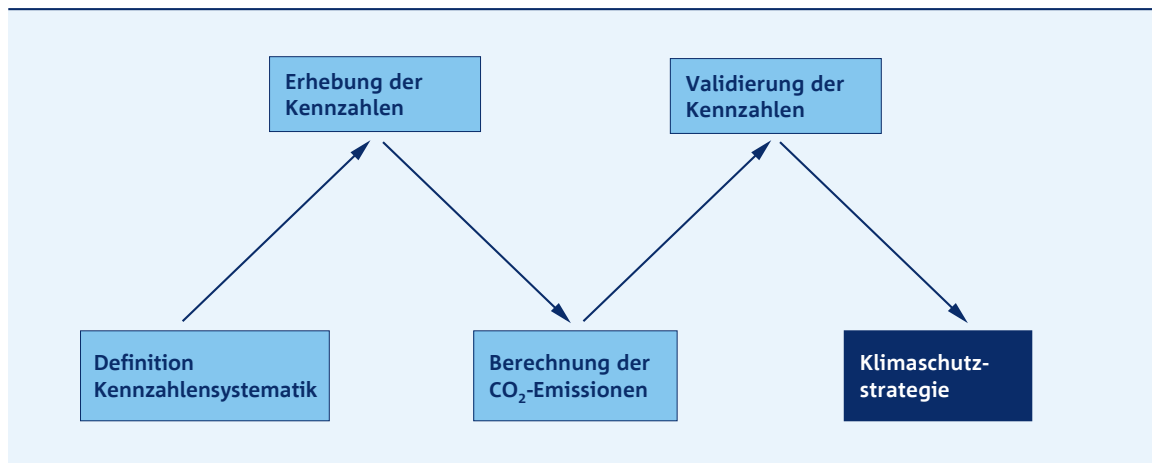 Erhebung der
Kennzahlen
Validierung der
Kennzahlen
Definition
Kennzahlensystematik
Berechnung der
CO₂-Emissionen
Klimaschutz-
strategie